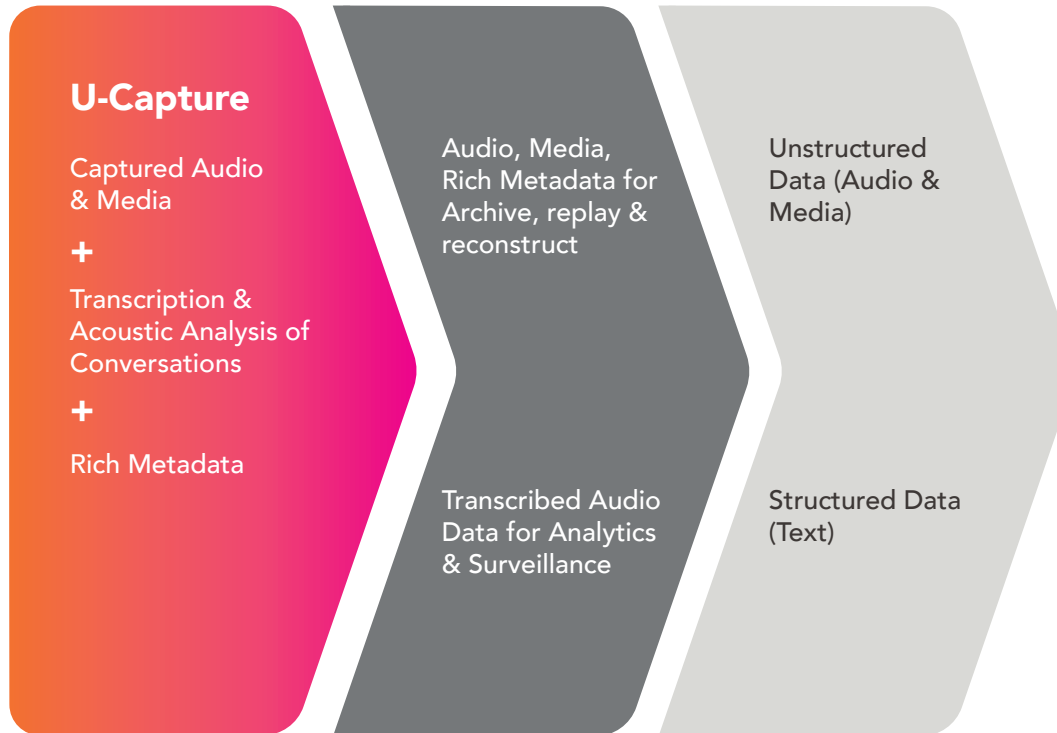 U-Capture
Captured Audio
& Media
+
Transcription &
Acoustic Analysis of
Conversations
+
Rich Metadata
Audio, Media,
Rich Metadata for
Archive, replay &
reconstruct
Transcribed Audio
Data for Analytics
& Surveillance
Unstructured
Data (Audio &
Media)
Structured Data
(Text)